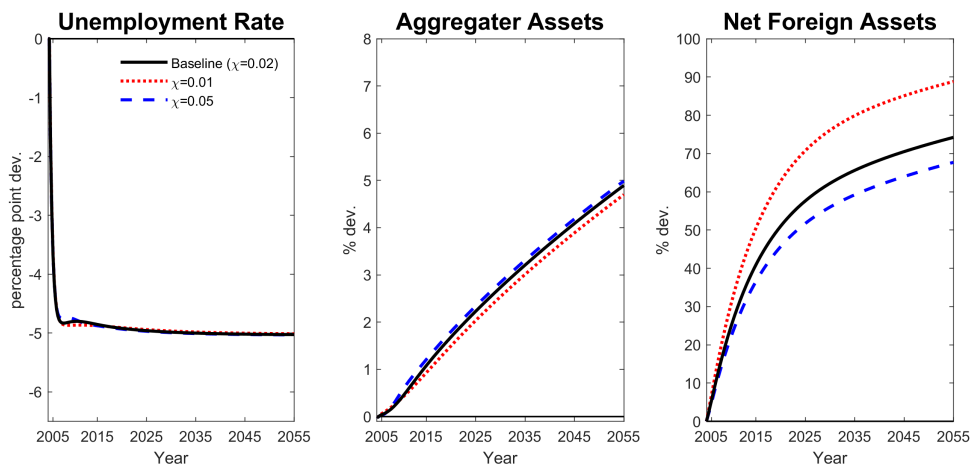 Unemployment Rate
percentage point dev.
0
-1
-2
-3
-4
-5
-6
Baseline (χ=0.02)
χ=0.01
χ=0.05
2005 2015 2025 2035 2045 2055
Year
Aggregater Assets
% dev.
8
7
6
5
4
3
2
1
0
2005 2015 2025 2035 2045 2055
Year
Net Foreign Assets
% dev.
100
90
80
70
60
50
40
30
20
10
0
2005 2015 2025 2035 2045 2055
Year